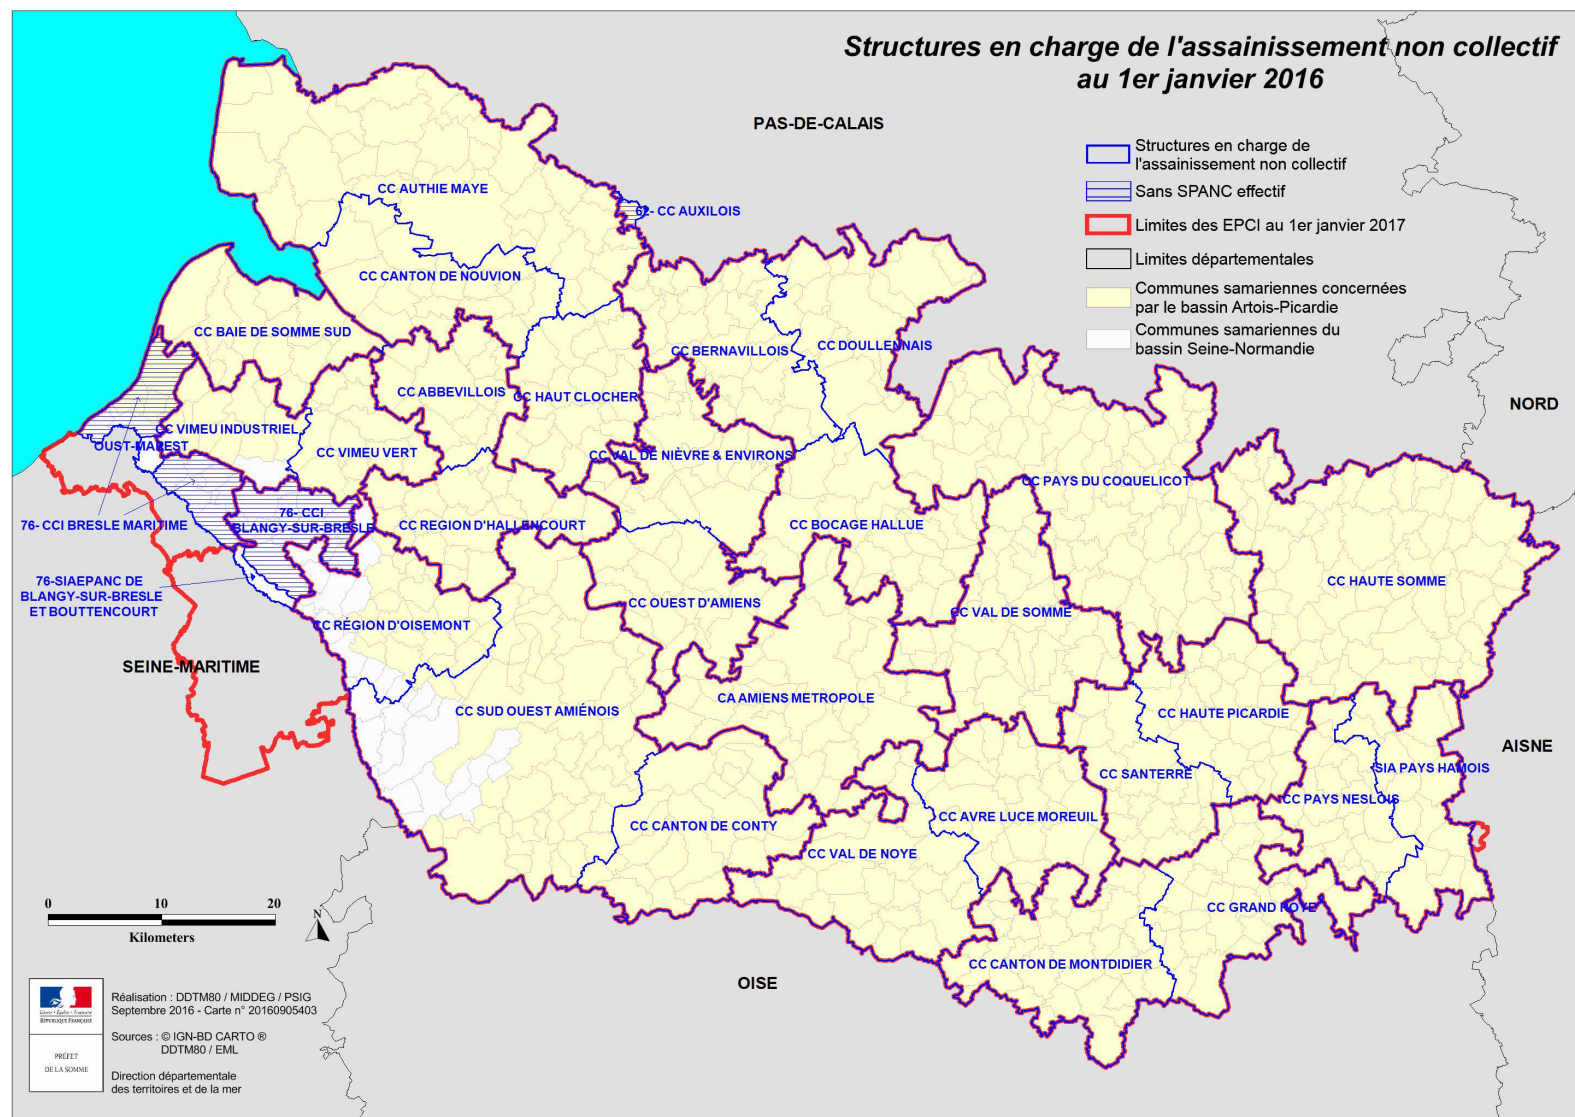 Structures en charge de l'assainissement non collectif
au 1er janvier 2016
PAS-DE-CALAIS
Structures en charge de
l'assainissement non collectif
Sans SPANC effectif
Limites des EPCI au 1er janvier 2017
Limites départementales
Communes samariennes concernées
par le bassin Artois-Picardie
Communes samariennes du
bassin Seine-Normandie
CC AUTHIE MAYE
62- CC AUXILOIS
CC CANTON DE NOUVION
CC BAIE DE SOMME SUD
CC BERNAVILLOIS
CC DOULLENNAIS
CC ABBEVILLOIS
CC HAUT CLOCHER
NORD
CC VIMEU INDUSTRIEL
OUST-MAREST
CC VIMEU VERT
CC VAL DE NIÈVRE & ENVIRONS
CC PAYS DU COQUELICOT
76- CCI BRESLE MARITIME
76- CCI
BLANGY-SUR-BRESLE
CC REGION D'HALLENCOURT
CC BOCAGE HALLUE
76-SIAEPANC DE
BLANGY-SUR-BRESLE
ET BOUTTENCOURT
CC HAUTE SOMME
CC OUEST D'AMIENS
CC VAL DE SOMME
CC RÉGION D'OISEMONT
SEINE-MARITIME
CA AMIENS METROPOLE
CC SUD OUEST AMIÉNOIS
CC HAUTE PICARDIE
AISNE
CC SANTERRE
SIA PAYS HAMOIS
CC PAYS NESLOIS
CC CANTON DE CONTY
CC AVRE LUCE MOREUIL
CC VAL DE NOYE
CC GRAND ROYE
CC CANTON DE MONTDIDIER
OISE
0 10 20
Kilometers
N
Liberté • Égalité • Fraternité
RÉPUBLIQUE FRANÇAISE
PRÉFET
DE LA SOMME
Réalisation : DDTM80 / MIDDEG / PSIG
Septembre 2016 - Carte n° 20160905403
Sources : © IGN-BD CARTO ®
DDTM80 / EML
Direction départementale
des territoires et de la mer